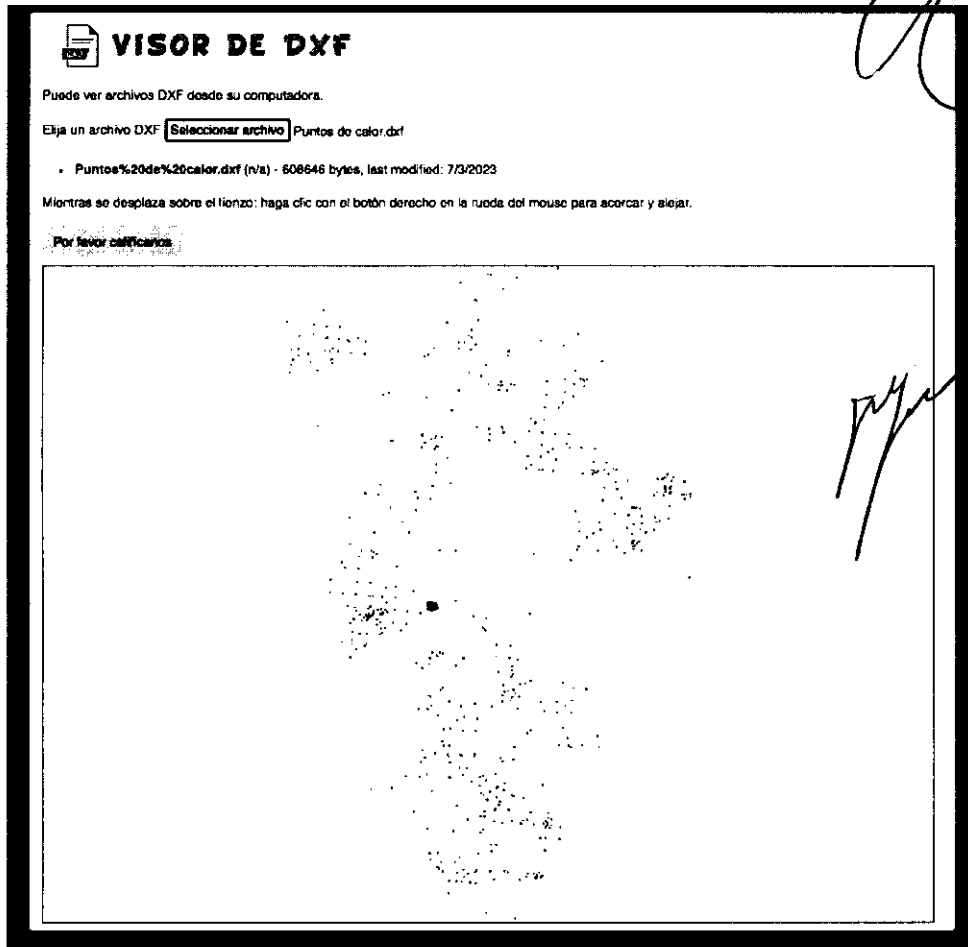 VISOR DE DXF
Puede ver archivos DXF desde su computadora.
Elija un archivo DXF Seleccionar archivo Puntos de calor.dxf
• Puntos%20de%20calor.dxf (n/a) - 608646 bytes, last modified: 7/3/2023
Mientras se desplaza sobre el lienzo: haga clic con el botón derecho en la rueda del mouse para acercar y alejar.
Por favor califícanos